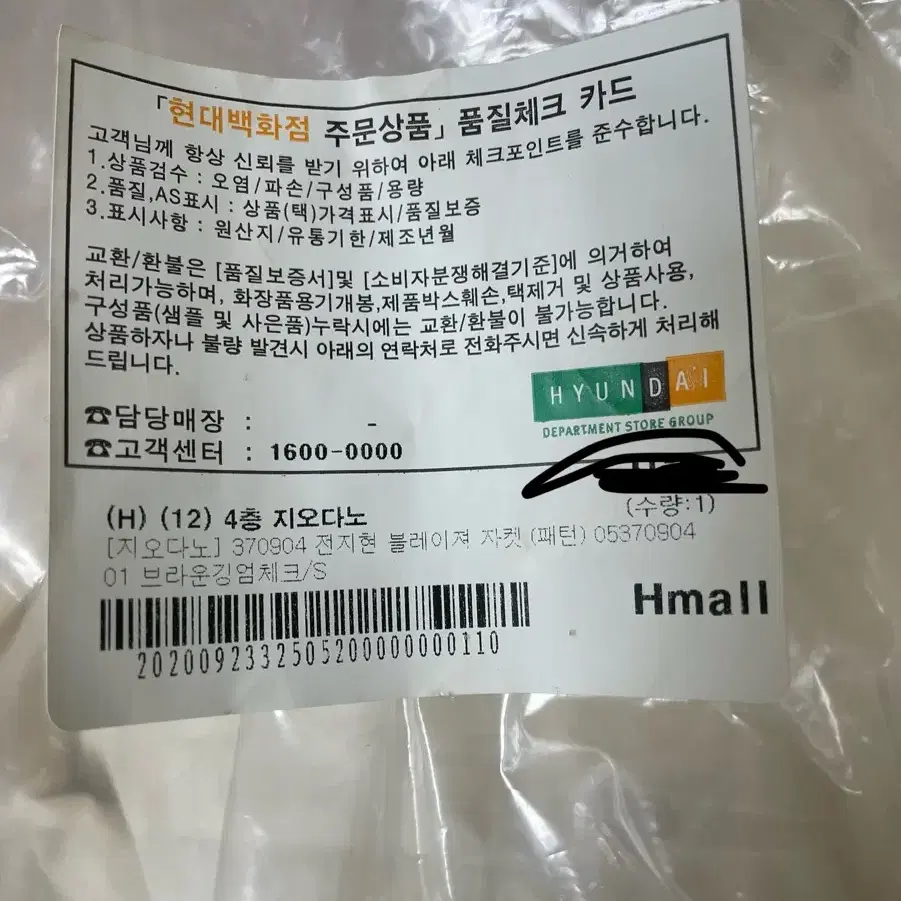 「현대백화점 주문상품」 품질체크 카드
고객님께 항상 신뢰를 받기 위하여 아래 체크포인트를 준수합니다.
1.상품검수 : 오염/파손/구성품/용량
2.품질,AS표시 : 상품(택)가격표시/품질보증
3.표시사항 : 원산지/유통기한/제조년월
교환/환불은 [품질보증서]및 [소비자분쟁해결기준]에 의거하여
처리가능하며, 화장품용기개봉,제품박스훼손,택제거 및 상품사용,
구성품(샘플 및 사은품)누락시에는 교환/환불이 불가능합니다.
상품하자나 불량 발견시 아래의 연락처로 전화주시면 신속하게 처리해
드립니다.
HYUNDAI
DEPARTMENT STORE GROUP
☎담당매장 : -
☎고객센터 : 1600-0000
(수량:1)
(H) (12) 4층 지오다노
[지오다노] 370904 전지현 블레이져 자켓 (패턴) 05370904
01 브라운깅엄체크/S
Hmall
20200923325052000000000110